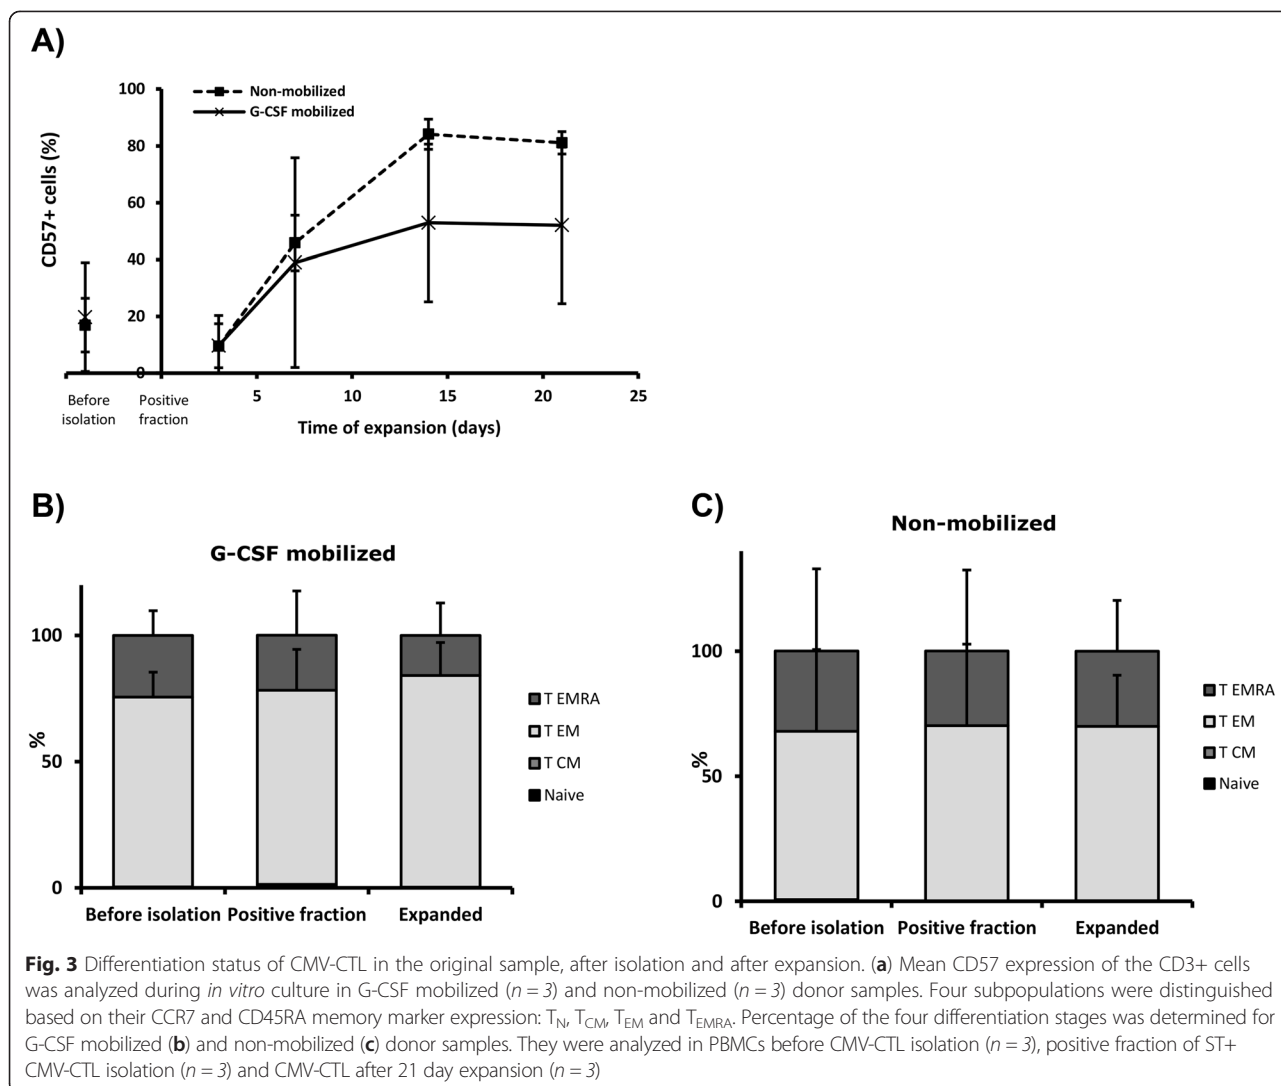 A)
Non-mobilized
G-CSF mobilized
100
80
60
40
20
0
CD57+ cells (%)
Before isolation
Positive fraction
5
10
15
20
25
Time of expansion (days)
B)
G-CSF mobilized
100
50
0
%
Before isolation
Positive fraction
Expanded
T EMRA
T EM
T CM
Naive
C)
Non-mobilized
100
50
0
%
Before isolation
Positive fraction
Expanded
T EMRA
T EM
T CM
Naive
Fig. 3 Differentiation status of CMV-CTL in the original sample, after isolation and after expansion. (a) Mean CD57 expression of the CD3+ cells
was analyzed during in vitro culture in G-CSF mobilized (n = 3) and non-mobilized (n = 3) donor samples. Four subpopulations were distinguished
based on their CCR7 and CD45RA memory marker expression: TN, TCM, TEM and TEMRA. Percentage of the four differentiation stages was determined for
G-CSF mobilized (b) and non-mobilized (c) donor samples. They were analyzed in PBMCs before CMV-CTL isolation (n = 3), positive fraction of ST+
CMV-CTL isolation (n = 3) and CMV-CTL after 21 day expansion (n = 3)